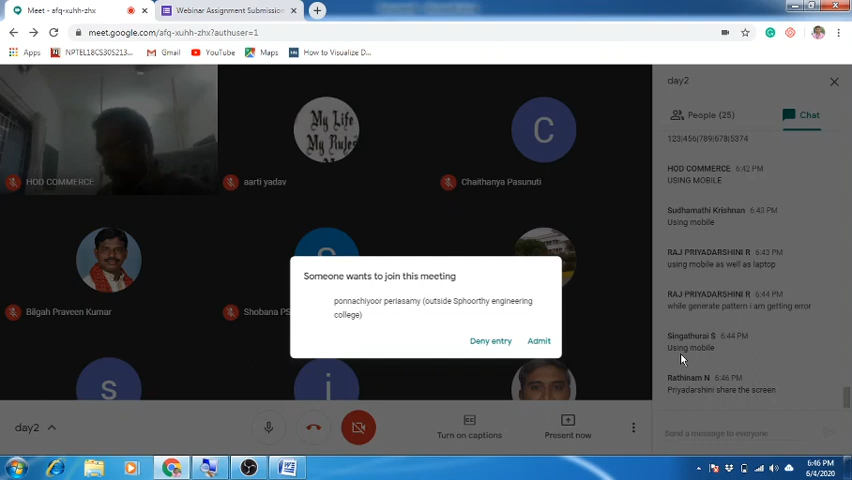 Meet - afq-xuhh-zhx
Webinar Assignment Submission
meet.google.com/afq-xuhh-zhx?authuser=1
Apps
NPTEL18CS30S213...
Gmail
YouTube
Maps
How to Visualize D...
day2
People (25)
Chat
123|456|789|678|5374
HOD COMMERCE 6:42 PM
USING MOBILE
Sudhamathi Krishnan 6:43 PM
Using mobile
RAJ PRIYADARSHINI R 6:43 PM
using mobile as well as laptop
RAJ PRIYADARSHINI R 6:44 PM
while generate pattern i am getting error
Singathurai S 6:44 PM
Using mobile
Rathinam N 6:46 PM
Priyadarshini share the screen
Send a message to everyone
My Life
My Rules
C
HOD COMMERCE
aarti yadav
Chaithanya Pasunuti
S
Bilgah Praveen Kumar
Shobana PS
s
i
Someone wants to join this meeting
ponnachiyoor periasamy (outside Sphoorthy engineering
college)
Deny entry
Admit
day2
Turn on captions
Present now
6:46 PM
6/4/2020